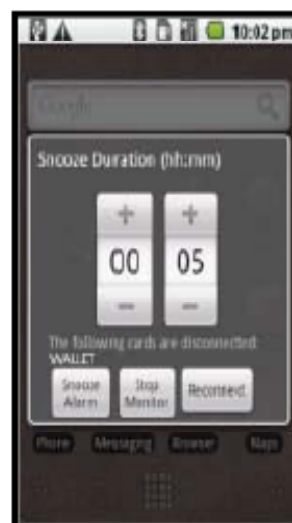 10:02 pm
Google
Snooze Duration (hh:mm)
+ +
00 05
− −
The following cards are disconnected:
WALLET
Snooze Alarm
Stop Monitor
Reconnect
Phone Messaging Browser Maps